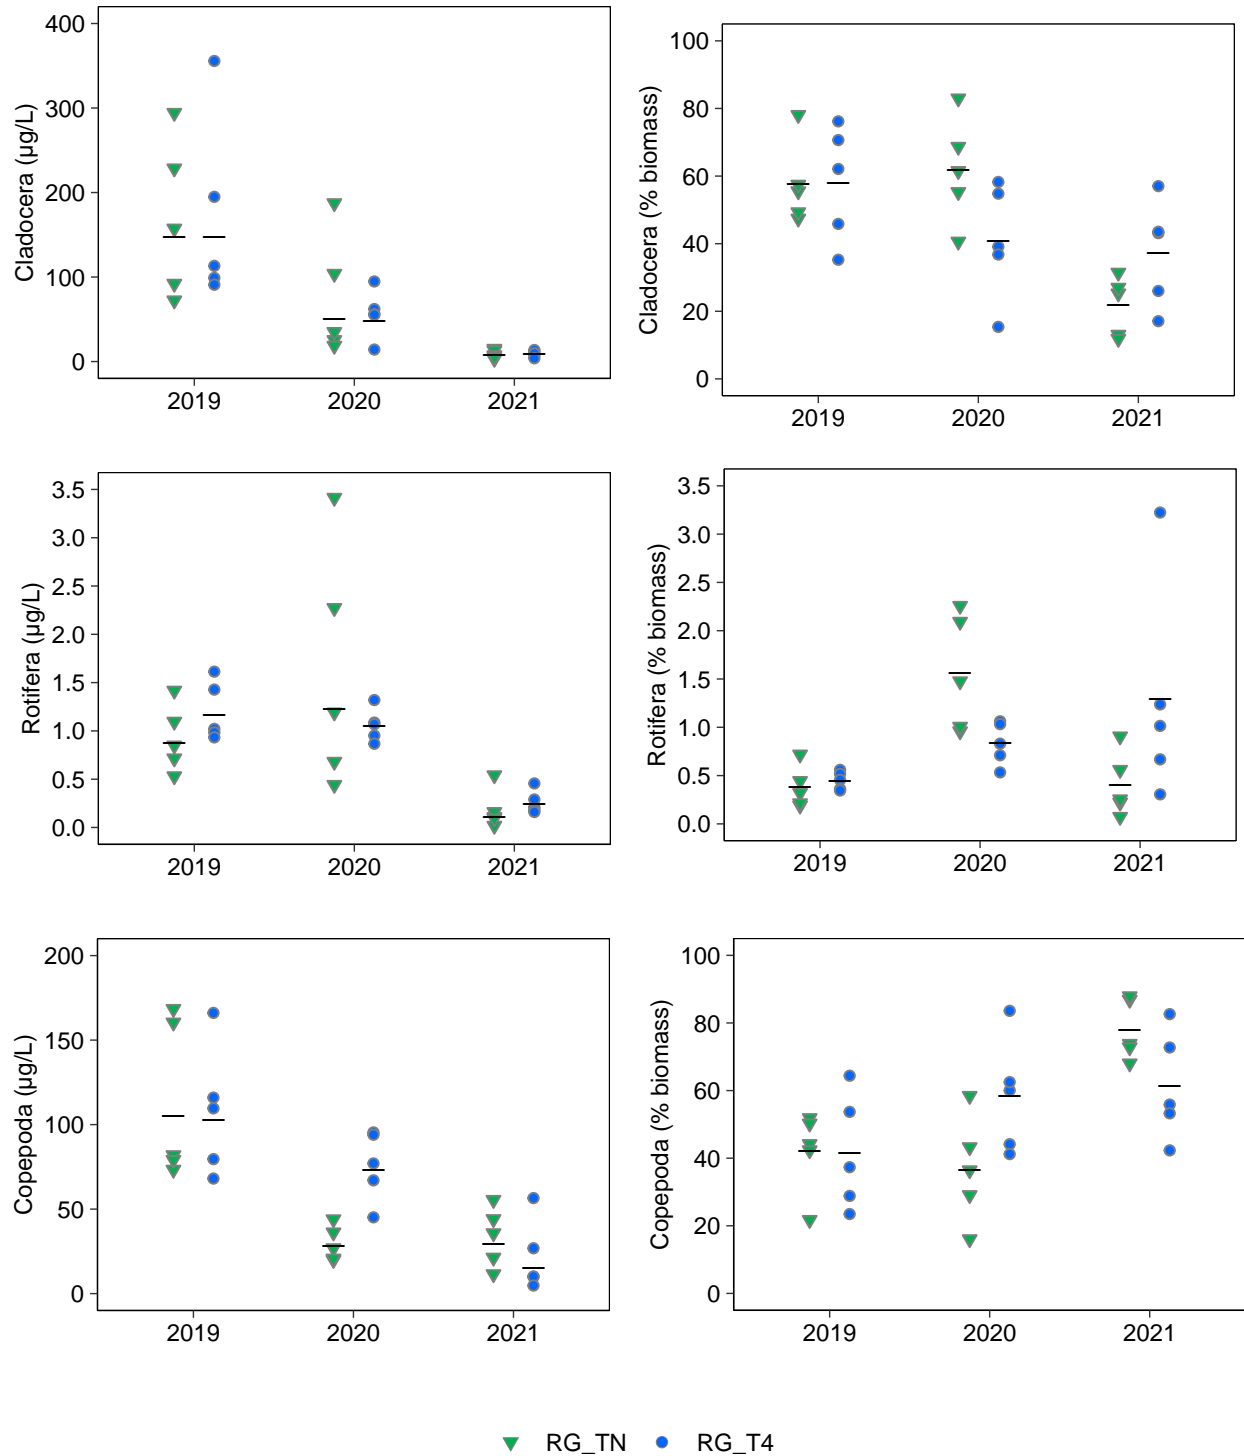 Cladocera (µg/L)
400
300
200
100
0
2019 2020 2021
Cladocera (% biomass)
100
80
60
40
20
0
2019 2020 2021
Rotifera (µg/L)
3.5
3.0
2.5
2.0
1.5
1.0
0.5
0.0
2019 2020 2021
Rotifera (% biomass)
3.5
3.0
2.5
2.0
1.5
1.0
0.5
0.0
2019 2020 2021
Copepoda (µg/L)
200
150
100
50
0
2019 2020 2021
Copepoda (% biomass)
100
80
60
40
20
0
2019 2020 2021
RG_TN RG_T4